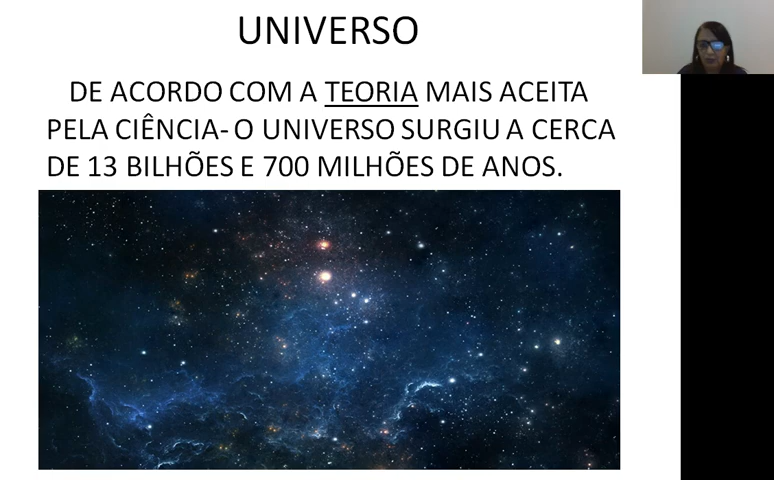 UNIVERSO
DE ACORDO COM A TEORIA MAIS ACEITA
PELA CIÊNCIA- O UNIVERSO SURGIU A CERCA
DE 13 BILHÕES E 700 MILHÕES DE ANOS.